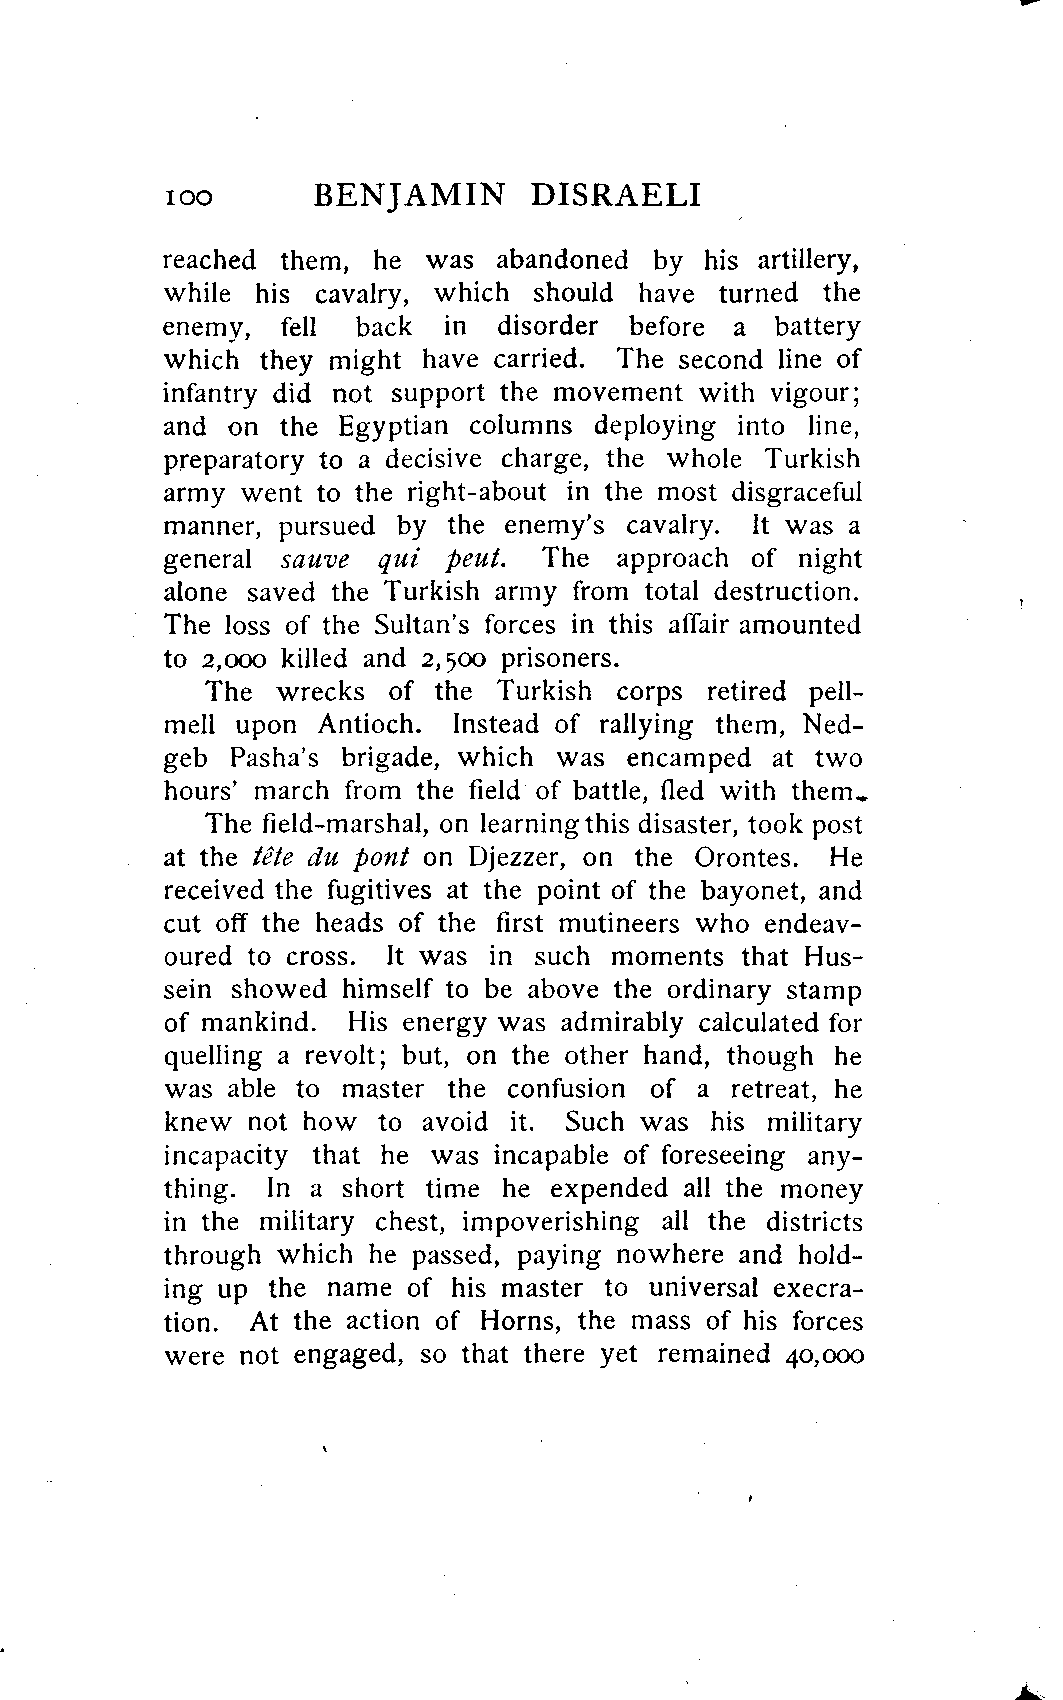 100 BENJAMIN DISRAELI
reached them, he was abandoned by his artillery,
while his cavalry, which should have turned the
enemy, fell back in disorder before a battery
which they might have carried. The second line of
infantry did not support the movement with vigour;
and on the Egyptian columns deploying into line,
preparatory to a decisive charge, the whole Turkish
army went to the right-about in the most disgraceful
manner, pursued by the enemy's cavalry. It was a
general sauve qui peut. The approach of night
alone saved the Turkish army from total destruction.
The loss of the Sultan's forces in this affair amounted
to 2,000 killed and 2,500 prisoners.
The wrecks of the Turkish corps retired pell-
mell upon Antioch. Instead of rallying them, Ned-
geb Pasha's brigade, which was encamped at two
hours' march from the field of battle, fled with them.
The field-marshal, on learning this disaster, took post
at the tête du pont on Djezzer, on the Orontes. He
received the fugitives at the point of the bayonet, and
cut off the heads of the first mutineers who endeav-
oured to cross. It was in such moments that Hus-
sein showed himself to be above the ordinary stamp
of mankind. His energy was admirably calculated for
quelling a revolt; but, on the other hand, though he
was able to master the confusion of a retreat, he
knew not how to avoid it. Such was his military
incapacity that he was incapable of foreseeing any-
thing. In a short time he expended all the money
in the military chest, impoverishing all the districts
through which he passed, paying nowhere and hold-
ing up the name of his master to universal execra-
tion. At the action of Horns, the mass of his forces
were not engaged, so that there yet remained 40,000